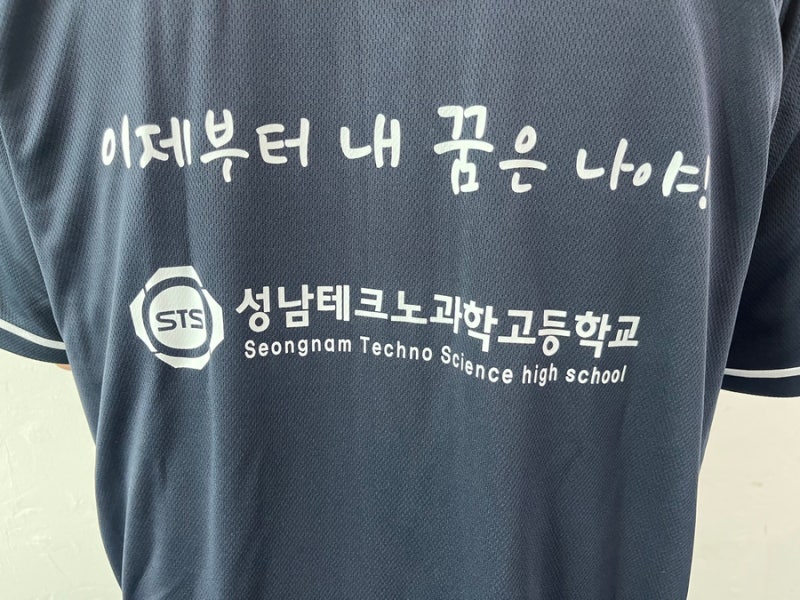 이제부터 내 꿈은 나야!
STS 성남테크노과학고등학교
Seongnam Techno Science high school